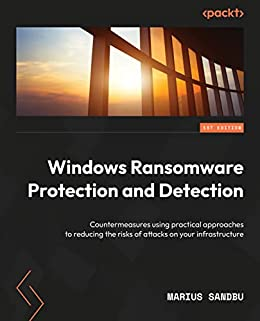 <packt>
1ST EDITION
Windows Ransomware
Protection and Detection
Countermeasures using practical approaches
to reducing the risks of attacks on your infrastructure
MARIUS SANDBU